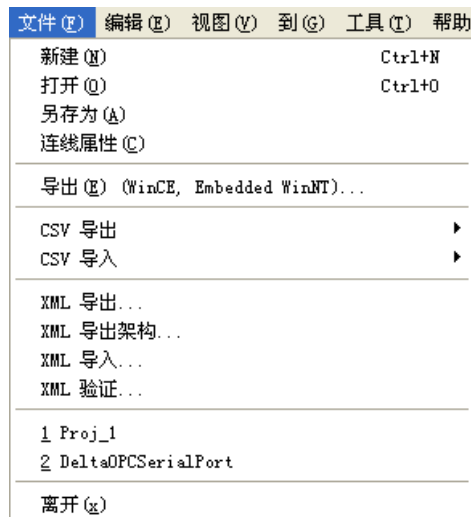 文件(F) 编辑(E) 视图(V) 到(G) 工具(T) 帮助
新建(N) Ctrl+N
打开(O) Ctrl+O
另存为(A)
连线属性(C)
导出(E) (WinCE, Embedded WinNT)...
CSV 导出
CSV 导入
XML 导出...
XML 导出架构...
XML 导入...
XML 验证...
1 Proj_1
2 DeltaOPCSerialPort
离开(x)